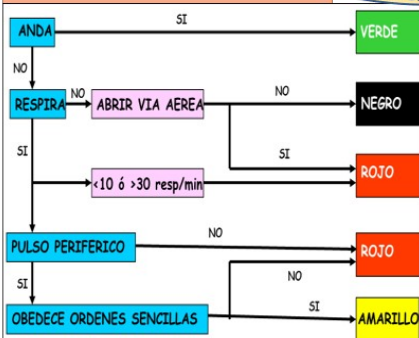 SI
ANDA
VERDE
NO
NO
NO
RESPIRA
ABRIR VIA AEREA
NEGRO
SI
SI
ROJO
<10 ó >30 resp/min
NO
ROJO
PULSO PERIFERICO
NO
SI
SI
OBEDECE ORDENES SENCILLAS
AMARILLO